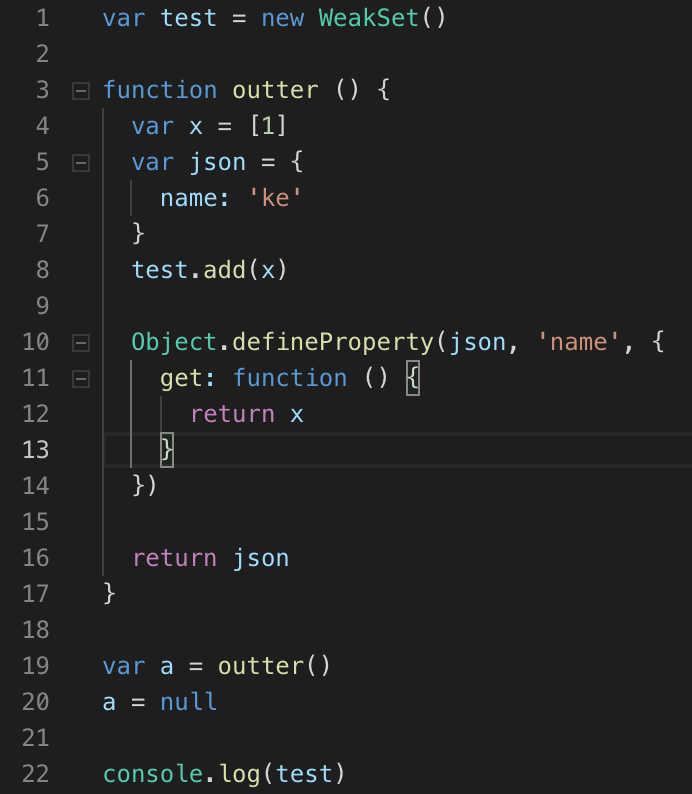 1 var test = new WeakSet()
2
3 function outter () {
4   var x = [1]
5   var json = {
6     name: 'ke'
7   }
8   test.add(x)
9
10   Object.defineProperty(json, 'name', {
11     get: function () {
12       return x
13     }
14   })
15
16   return json
17 }
18
19 var a = outter()
20 a = null
21
22 console.log(test)